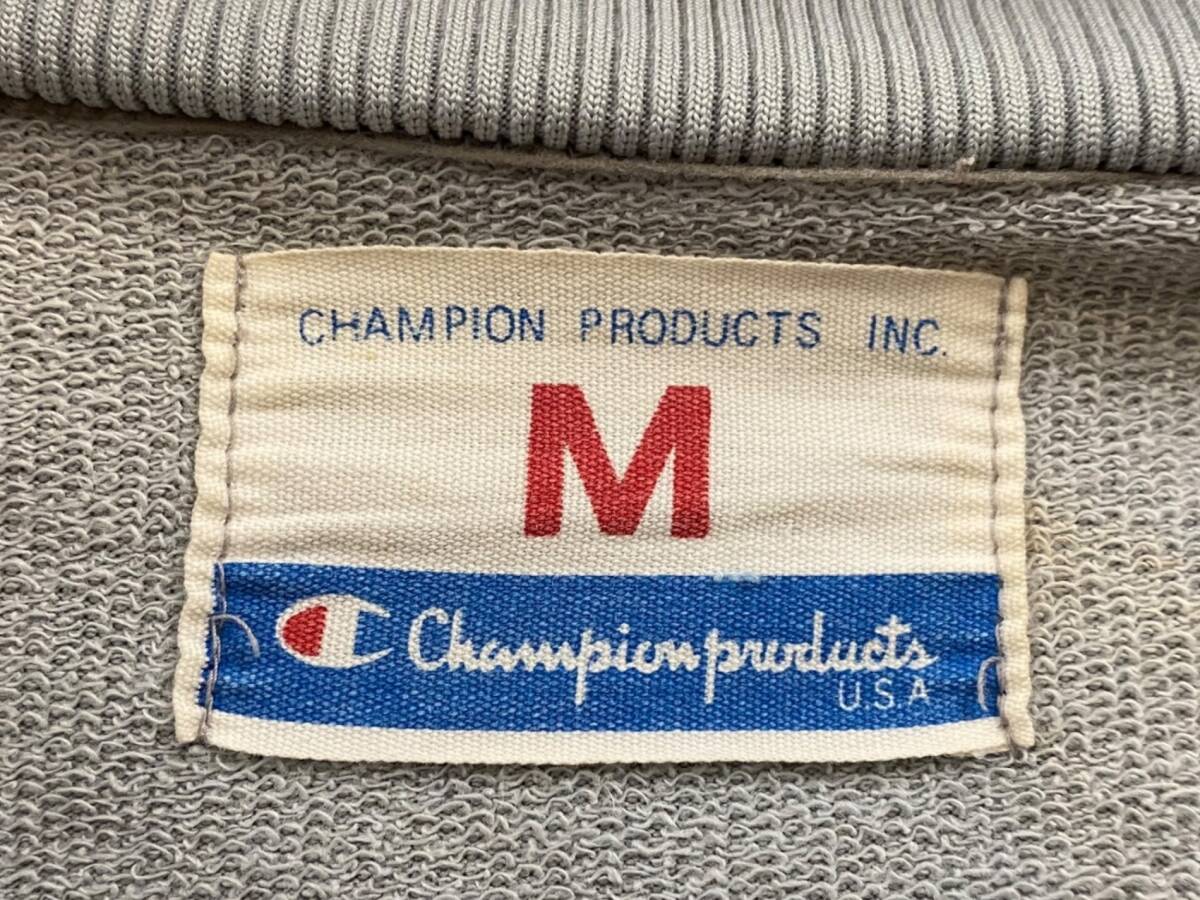 CHAMPION PRODUCTS INC.
M
Champion products
U.S.A